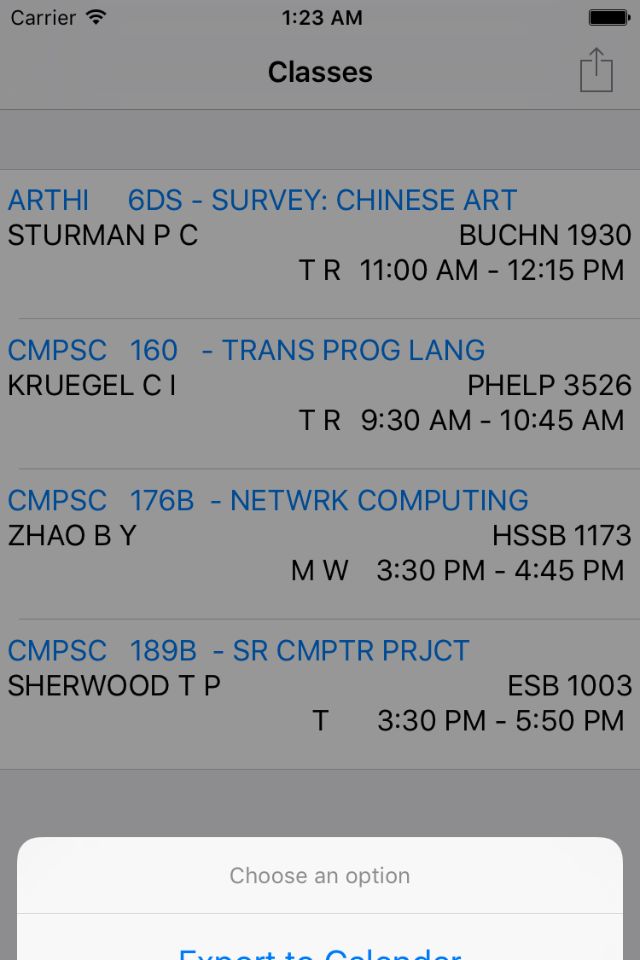 Carrier 1:23 AM
Classes
ARTHI 6DS - SURVEY: CHINESE ART
STURMAN P C BUCHN 1930
T R 11:00 AM - 12:15 PM
CMPSC 160 - TRANS PROG LANG
KRUEGEL C I PHELP 3526
T R 9:30 AM - 10:45 AM
CMPSC 176B - NETWRK COMPUTING
ZHAO B Y HSSB 1173
M W 3:30 PM - 4:45 PM
CMPSC 189B - SR CMPTR PRJCT
SHERWOOD T P ESB 1003
T 3:30 PM - 5:50 PM
Choose an option
Export to Calender